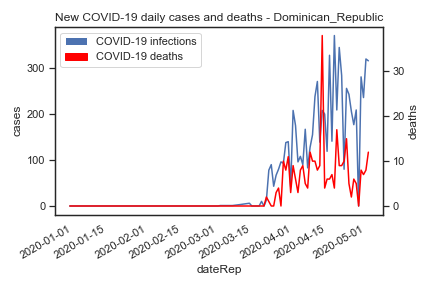 New COVID-19 daily cases and deaths - Dominican_Republic
COVID-19 infections
COVID-19 deaths
300
200
100
0
cases
30
20
10
0
deaths
2020-01-01
2020-01-15
2020-02-01
2020-02-15
2020-03-01
2020-03-15
2020-04-01
2020-04-15
2020-05-01
dateRep